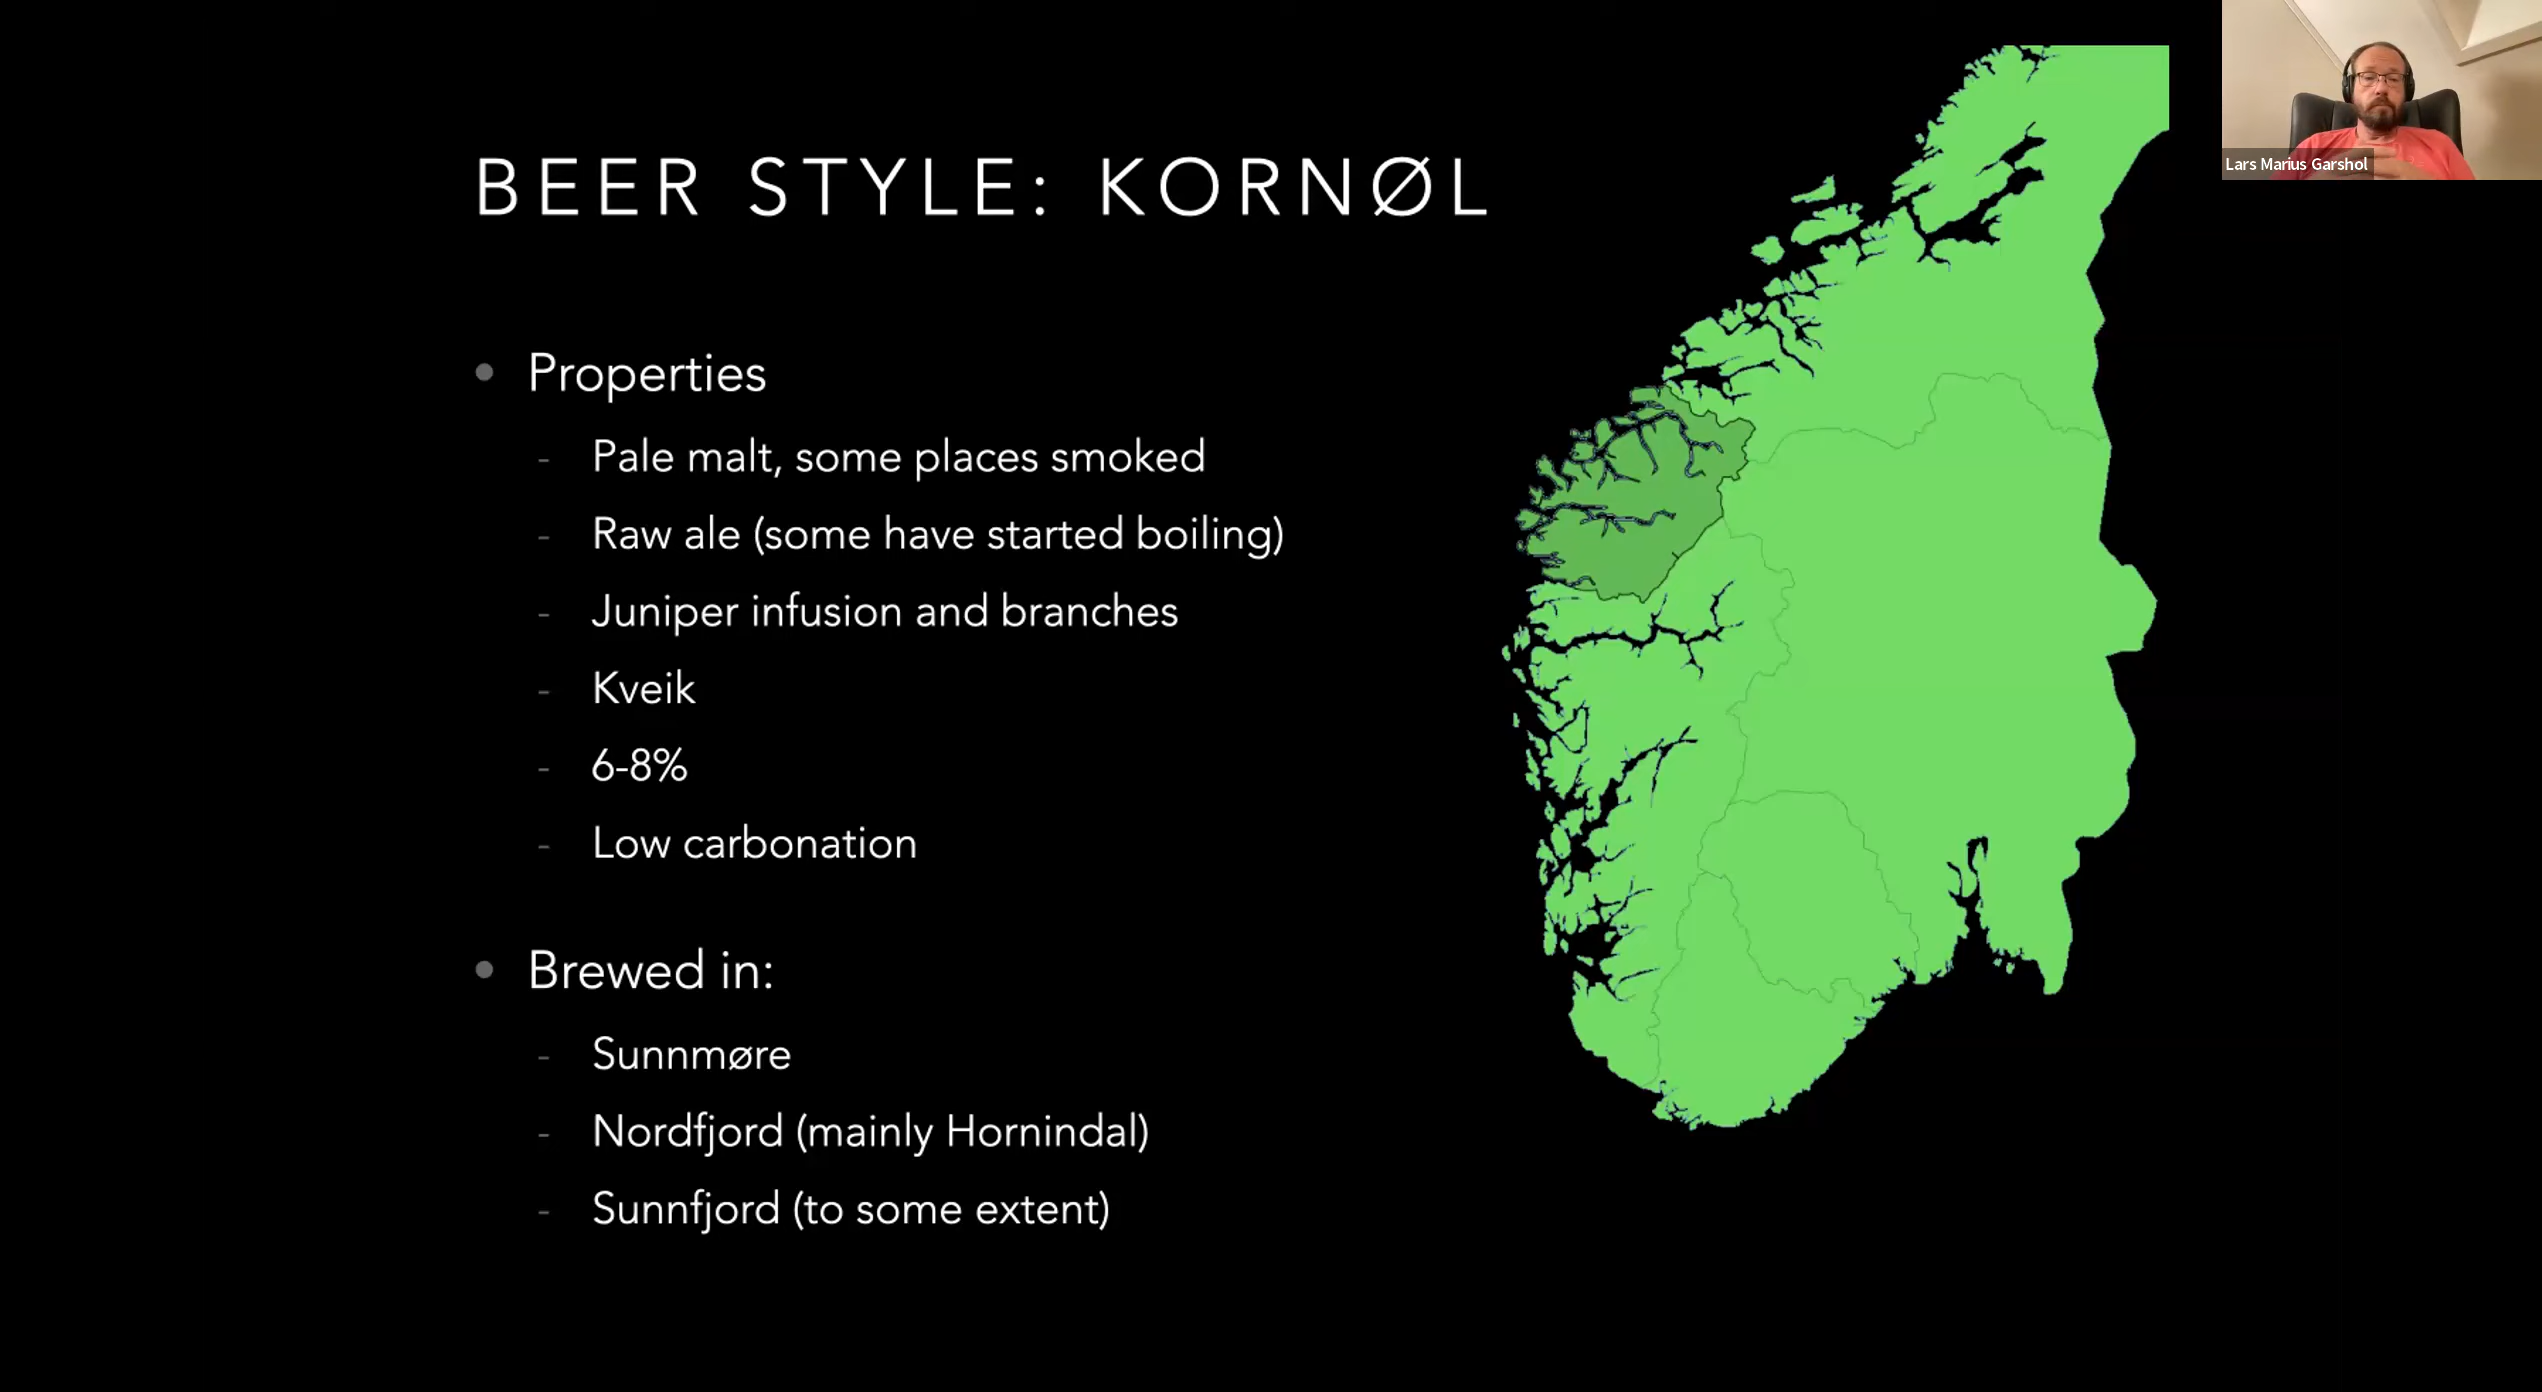 BEER STYLE: KORNØL
• Properties
- Pale malt, some places smoked
- Raw ale (some have started boiling)
- Juniper infusion and branches
- Kveik
- 6-8%
- Low carbonation
• Brewed in:
- Sunnmøre
- Nordfjord (mainly Hornindal)
- Sunnfjord (to some extent)
Lars Marius Garshol